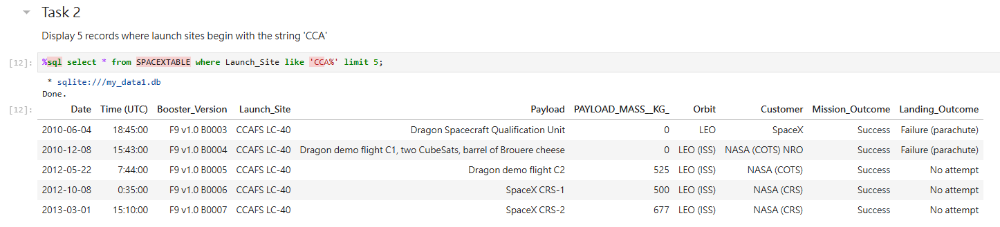 Task 2
Display 5 records where launch sites begin with the string 'CCA'
[12]: %sql select * from SPACEXTABLE where Launch_Site like 'CCA%' limit 5;
* sqlite:///my_data1.db
Done.
[12]: Date Time (UTC) Booster_Version Launch_Site Payload PAYLOAD_MASS__KG_ Orbit Customer Mission_Outcome Landing_Outcome
2010-06-04 18:45:00 F9 v1.0 B0003 CCAFS LC-40 Dragon Spacecraft Qualification Unit 0 LEO SpaceX Success Failure (parachute)
2010-12-08 15:43:00 F9 v1.0 B0004 CCAFS LC-40 Dragon demo flight C1, two CubeSats, barrel of Brouere cheese 0 LEO (ISS) NASA (COTS) NRO Success Failure (parachute)
2012-05-22 7:44:00 F9 v1.0 B0005 CCAFS LC-40 Dragon demo flight C2 525 LEO (ISS) NASA (COTS) Success No attempt
2012-10-08 0:35:00 F9 v1.0 B0006 CCAFS LC-40 SpaceX CRS-1 500 LEO (ISS) NASA (CRS) Success No attempt
2013-03-01 15:10:00 F9 v1.0 B0007 CCAFS LC-40 SpaceX CRS-2 677 LEO (ISS) NASA (CRS) Success No attempt